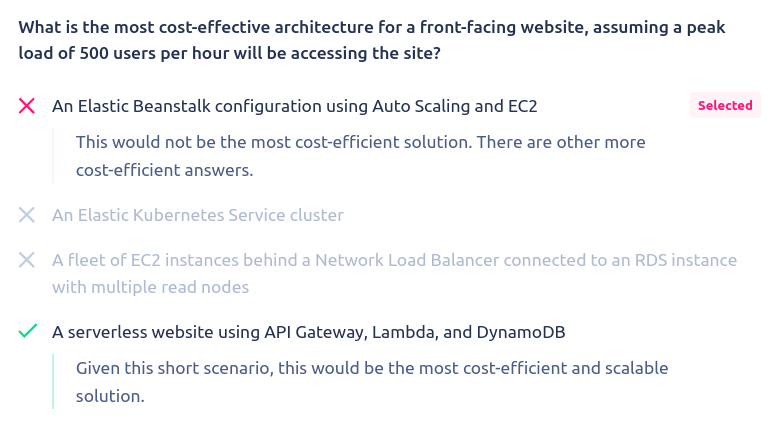 What is the most cost-effective architecture for a front-facing website, assuming a peak
load of 500 users per hour will be accessing the site?
An Elastic Beanstalk configuration using Auto Scaling and EC2
Selected
This would not be the most cost-efficient solution. There are other more
cost-efficient answers.
An Elastic Kubernetes Service cluster
A fleet of EC2 instances behind a Network Load Balancer connected to an RDS instance
with multiple read nodes
A serverless website using API Gateway, Lambda, and DynamoDB
Given this short scenario, this would be the most cost-efficient and scalable
solution.